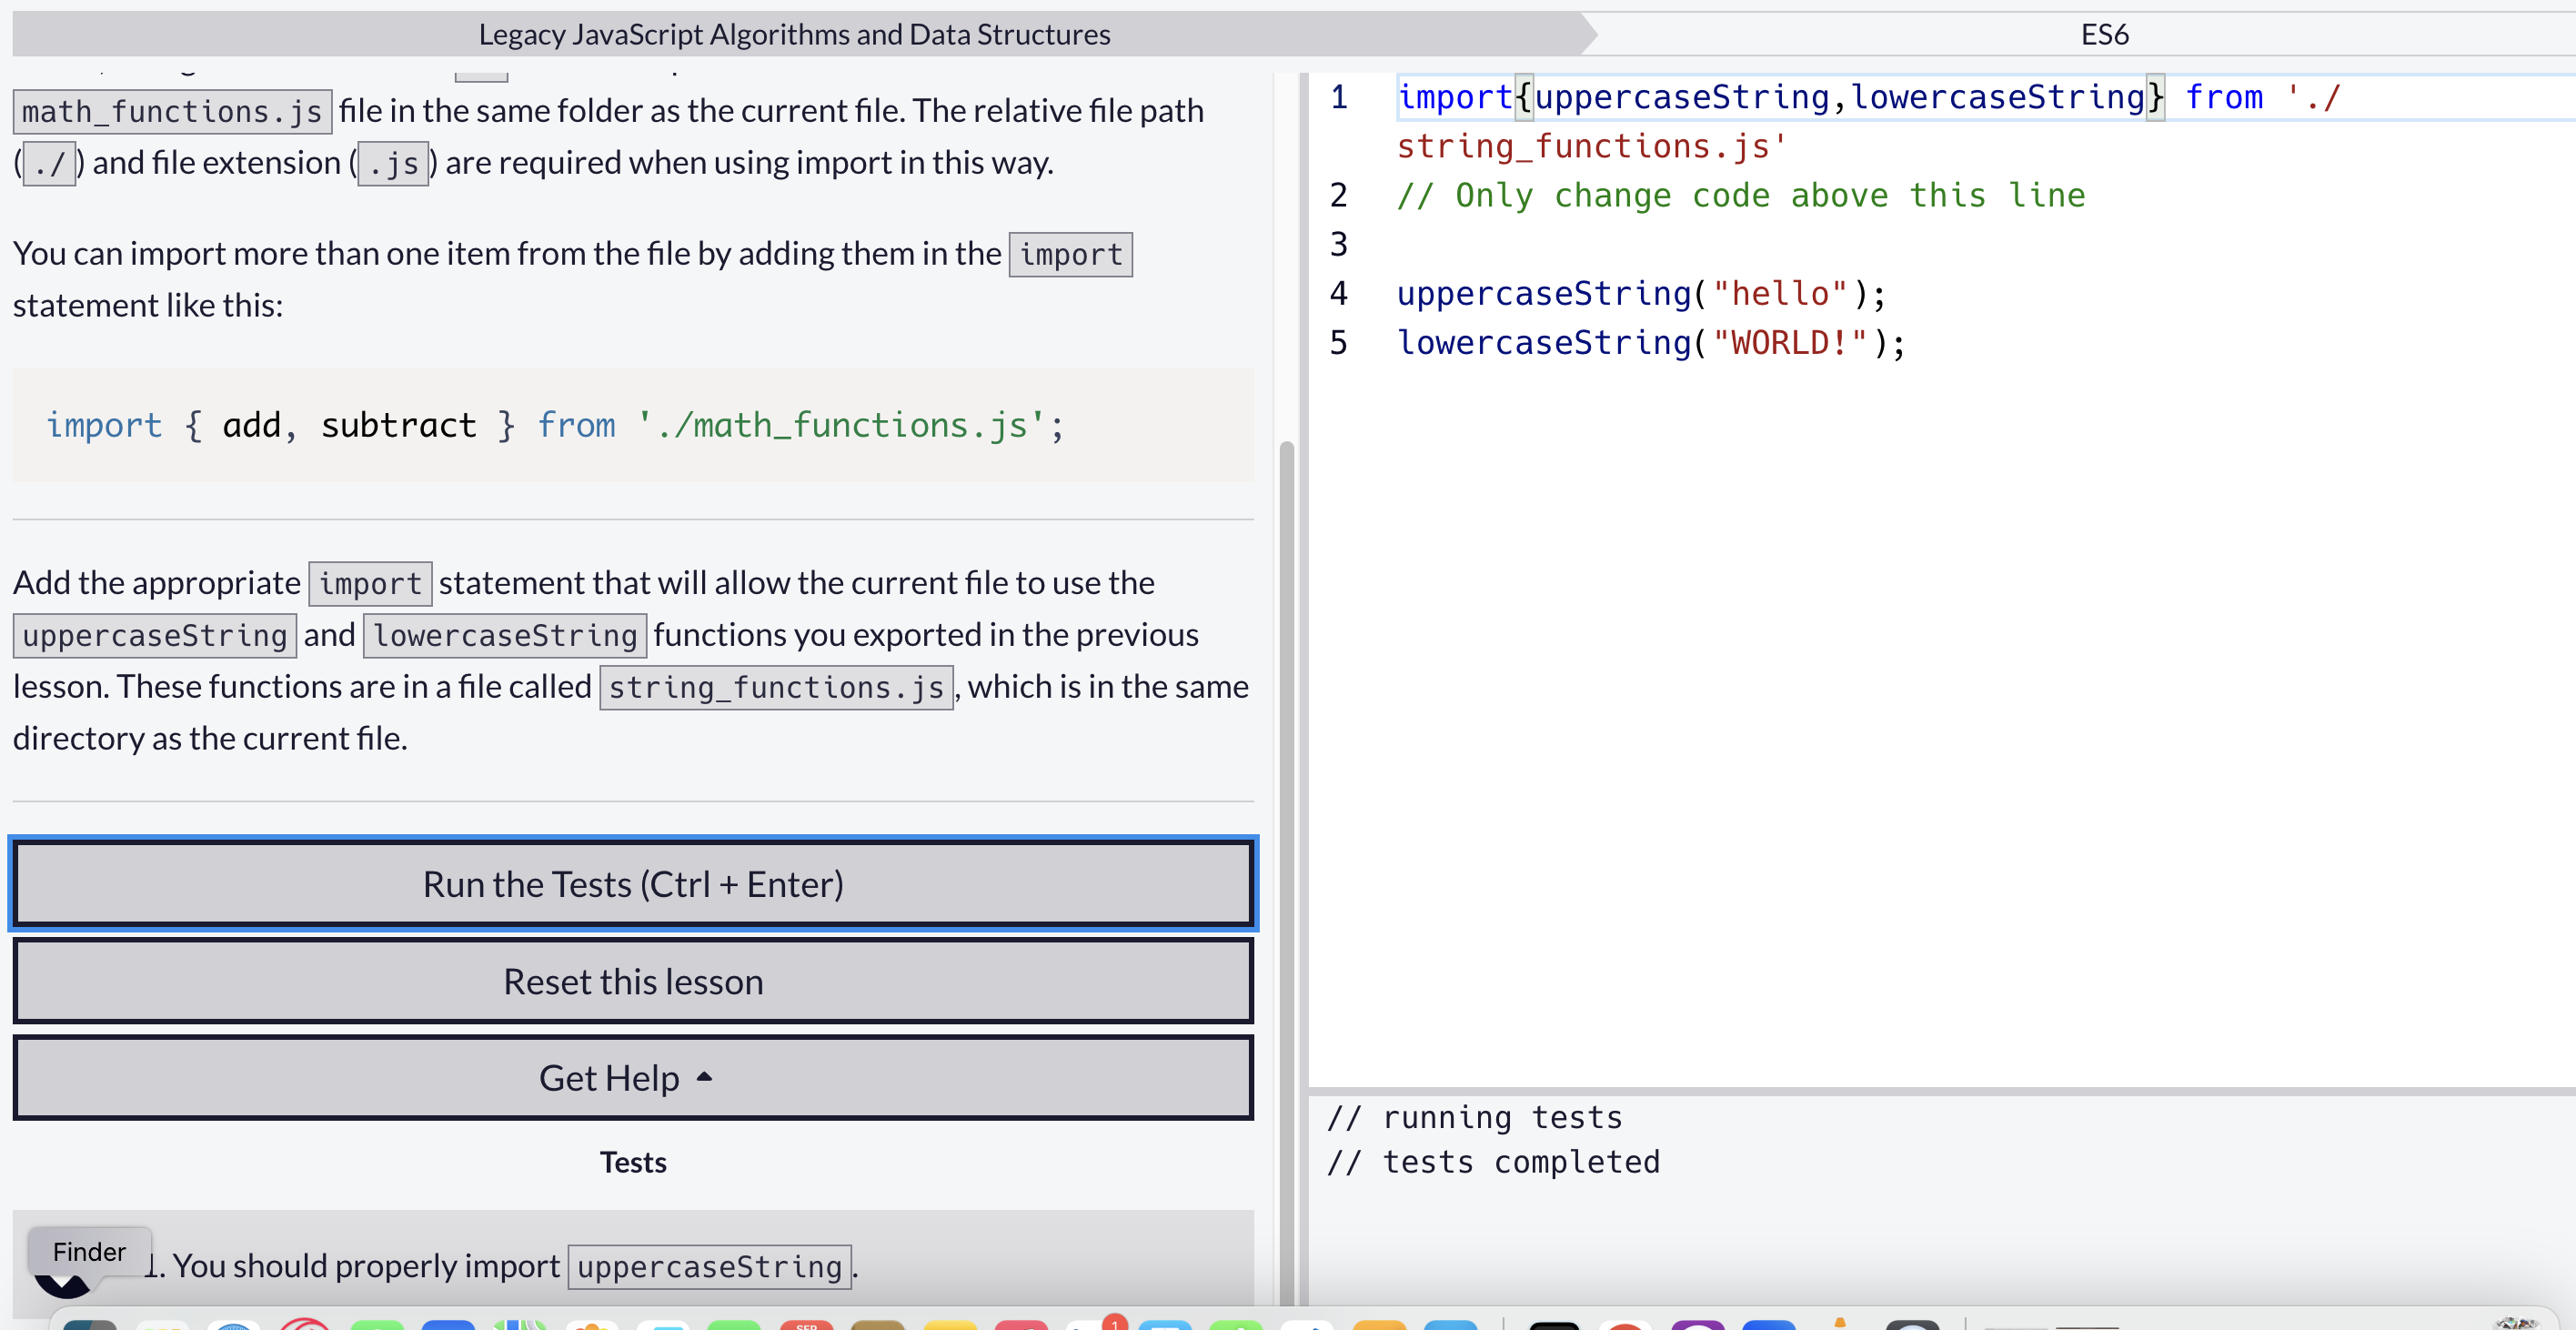 Legacy JavaScript Algorithms and Data Structures
ES6
math_functions.js file in the same folder as the current file. The relative file path
(./) and file extension (.js) are required when using import in this way.
You can import more than one item from the file by adding them in the import
statement like this:
import { add, subtract } from './math_functions.js';
Add the appropriate import statement that will allow the current file to use the
uppercaseString and lowercaseString functions you exported in the previous
lesson. These functions are in a file called string_functions.js, which is in the same
directory as the current file.
Run the Tests (Ctrl + Enter)
Reset this lesson
Get Help
Tests
Finder
1. You should properly import uppercaseString.
1 import{uppercaseString,lowercaseString} from './
string_functions.js'
2 // Only change code above this line
3
4 uppercaseString("hello");
5 lowercaseString("WORLD!");
// running tests
// tests completed
SEP
1